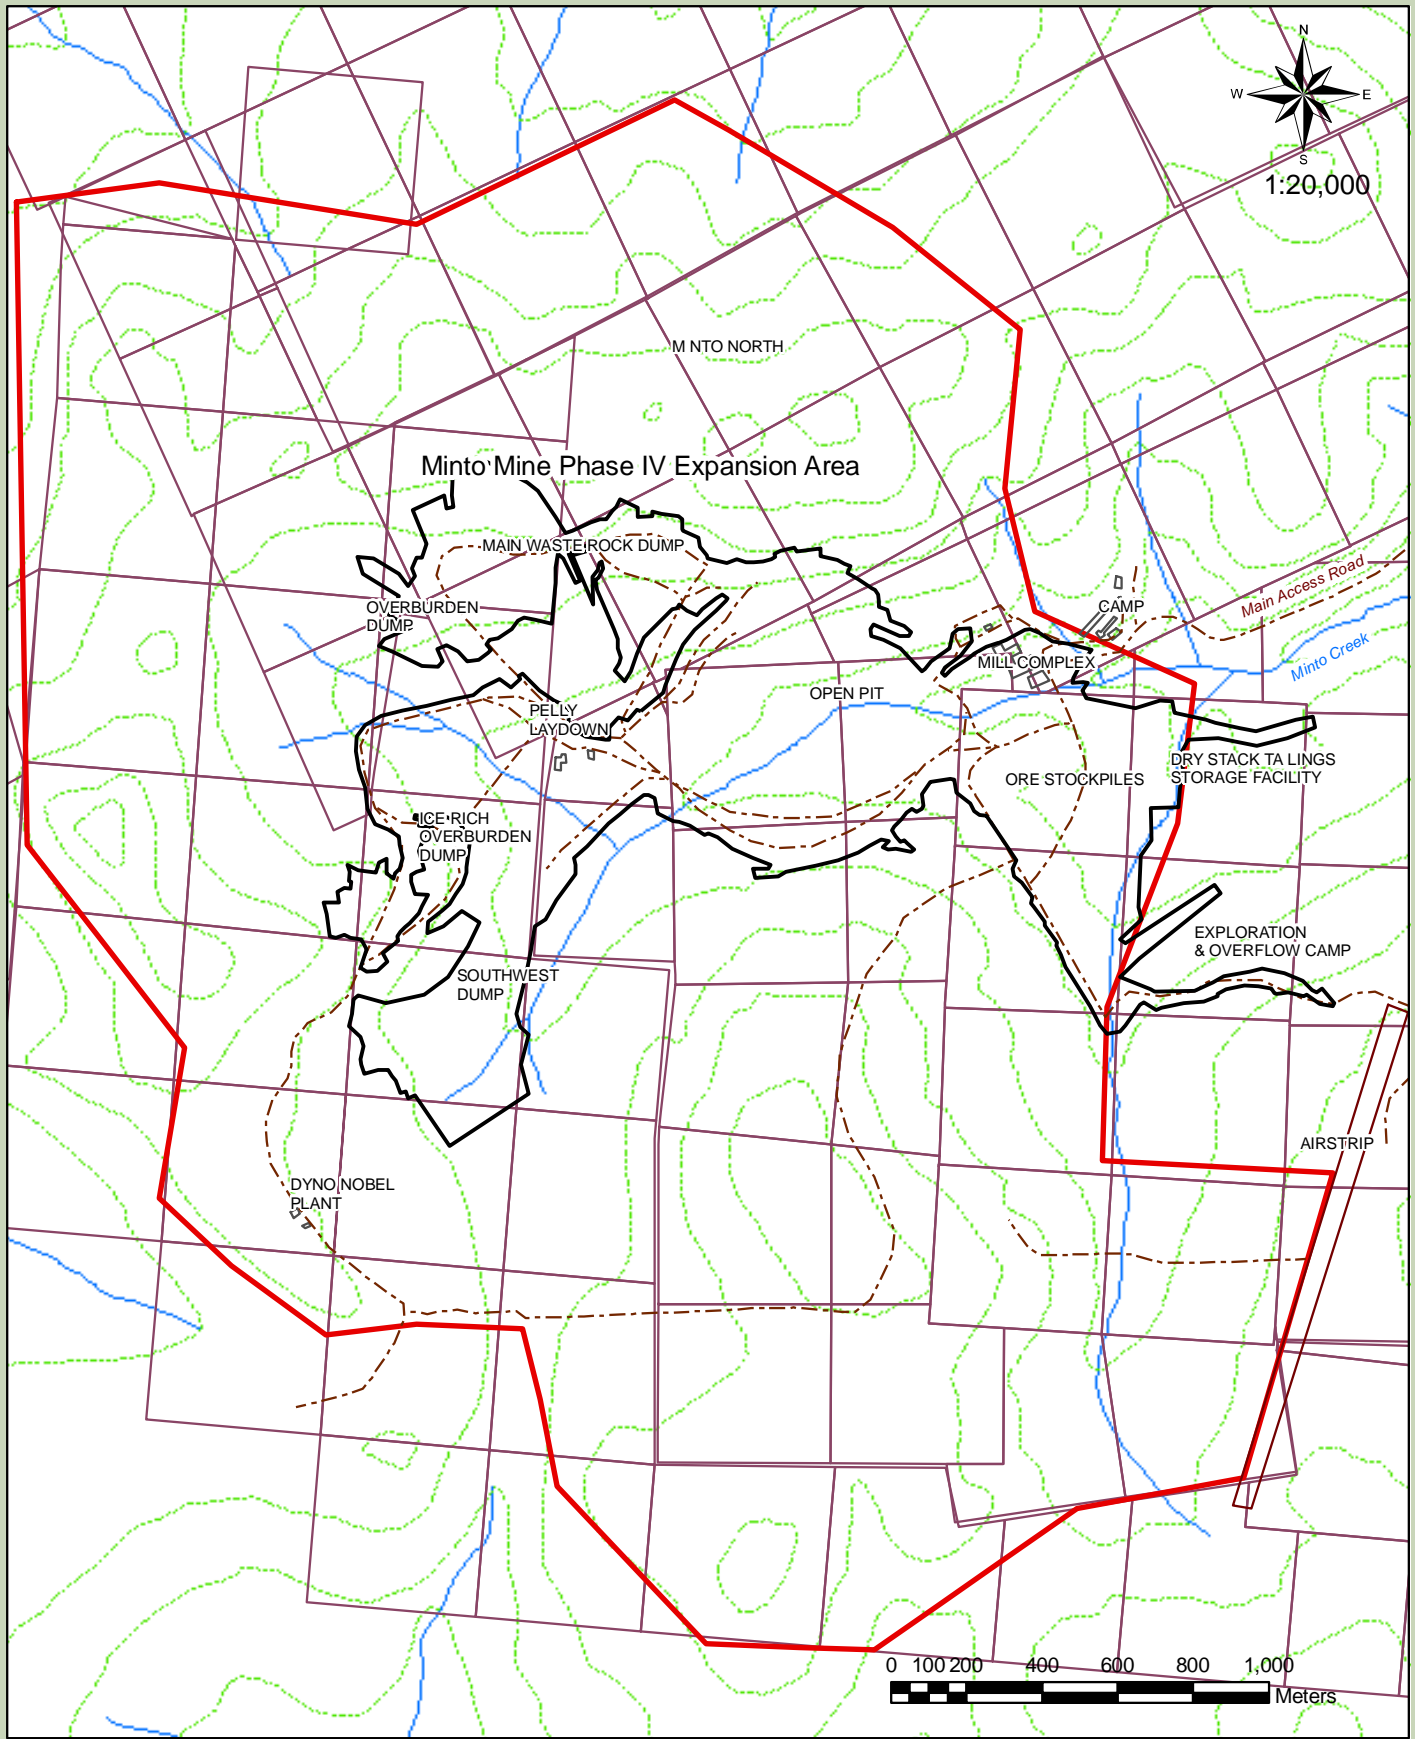 N
W E
S
1:20,000
M NTO NORTH
Minto Mine Phase IV Expansion Area
MAIN WASTE ROCK DUMP
OVERBURDEN
DUMP
CAMP
Main Access Road
Minto Creek
MILL COMPLEX
OPEN PIT
PELLY
LAYDOWN
DRY STACK TA LINGS
STORAGE FACILITY
ORE STOCKPILES
ICE RICH
OVERBURDEN
DUMP
EXPLORATION
& OVERFLOW CAMP
SOUTHWEST
DUMP
AIRSTRIP
DYNO NOBEL
PLANT
0 100 200 400 600 800 1,000
Meters